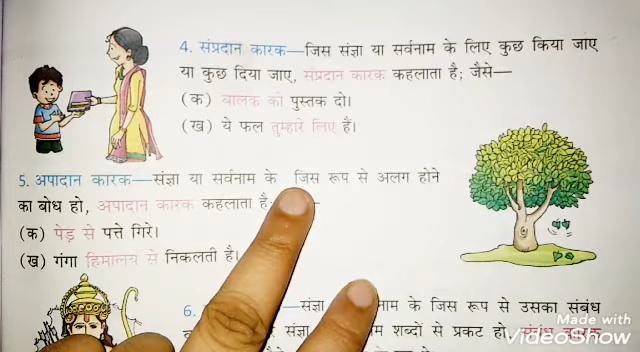 4. संप्रदान कारक—जिस संज्ञा या सर्वनाम के लिए कुछ किया जाए
या कुछ दिया जाए, संप्रदान कारक कहलाता है; जैसे—
(क) बालक को पुस्तक दो।
(ख) ये फल तुम्हारे लिए हैं।
5. अपादान कारक—संज्ञा या सर्वनाम के जिस रूप से अलग होने
का बोध हो, अपादान कारक कहलाता है;
(क) पेड़ से पत्ते गिरे।
(ख) गंगा हिमालय से निकलती है।
6. —संज्ञा के जिस रूप से उसका संबंध
संज्ञा शब्दों से प्रकट हो, संबंध कारक
Made with
VideoShow